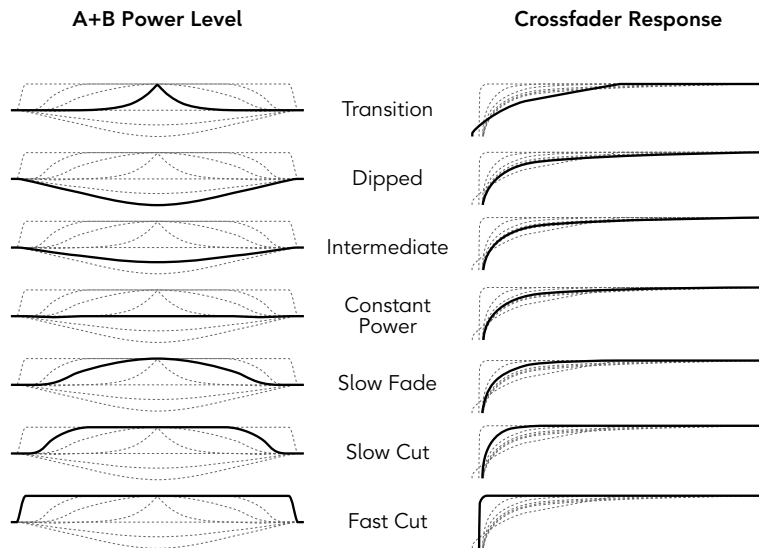 A+B Power Level
Crossfader Response
Transition
Dipped
Intermediate
Constant
Power
Slow Fade
Slow Cut
Fast Cut